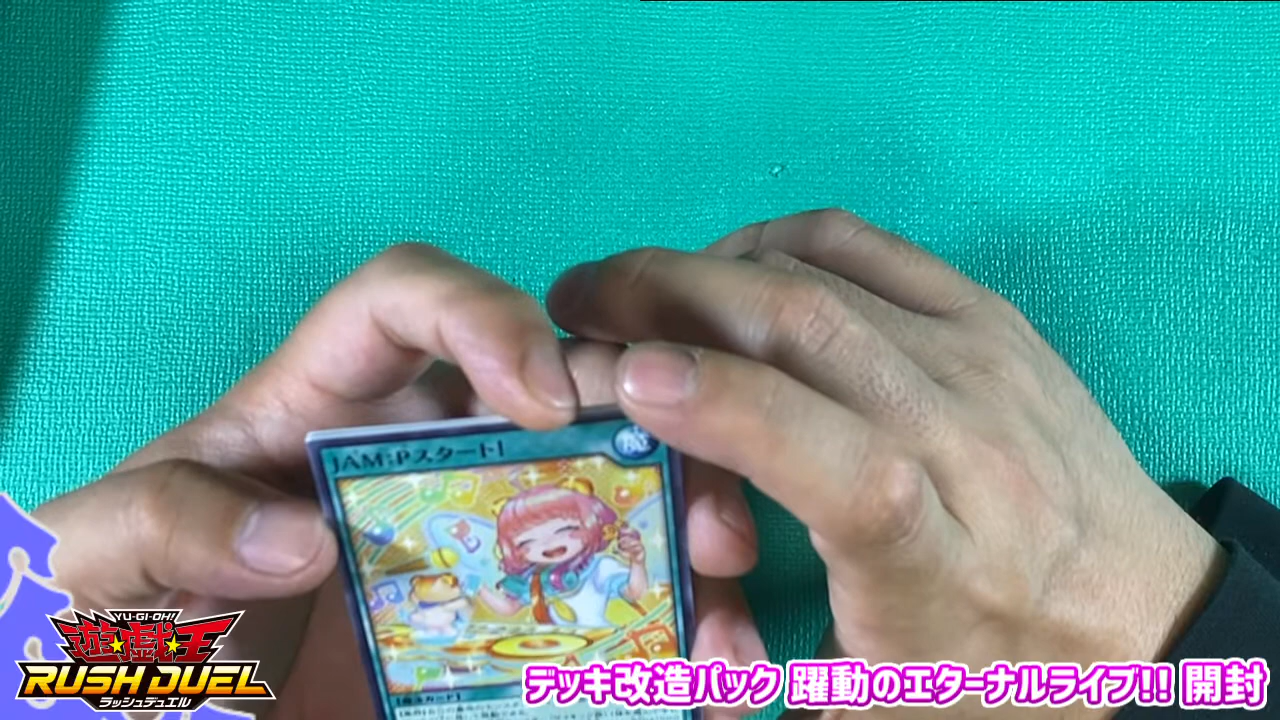 JAM:Pスタート!
魔
YU-GI-OH!
遊☆戯☆王
RUSH DUEL
ラッシュデュエル
デッキ改造パック 躍動のエターナルライブ!! 開封